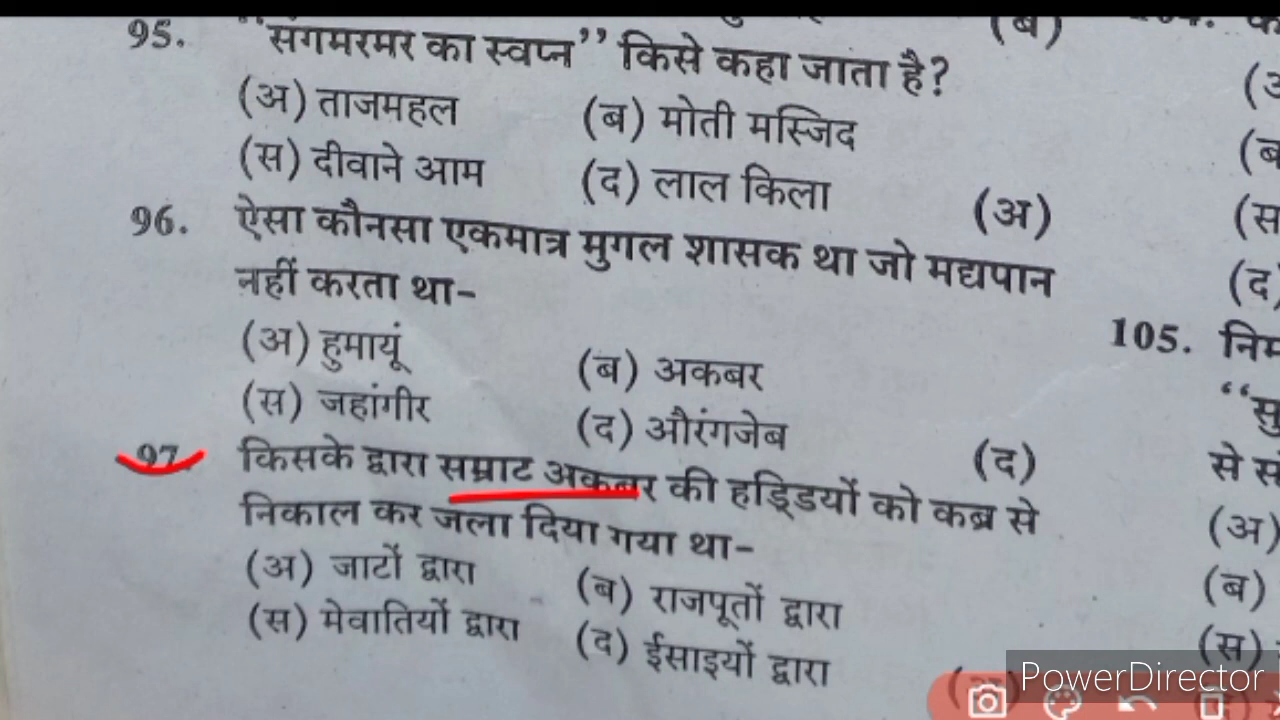 95. "संगमरमर का स्वप्न" किसे कहा जाता है?
(अ) ताजमहल (ब) मोती मस्जिद
(स) दीवाने आम (द) लाल किला
(अ)
96. ऐसा कौनसा एकमात्र मुगल शासक था जो मद्यपान
नहीं करता था-
(अ) हुमायूं (ब) अकबर
(स) जहांगीर (द) औरंगजेब
(द)
97. किसके द्वारा सम्राट अकबर की हड्डियों को कब्र से
निकाल कर जला दिया गया था-
(अ) जाटों द्वारा (ब) राजपूतों द्वारा
(स) मेवातियों द्वारा (द) ईसाइयों द्वारा
(ब)
(ब
(स
(द)
105. निम
"सु
से सं
(अ)
(ब)
(स)
PowerDirector